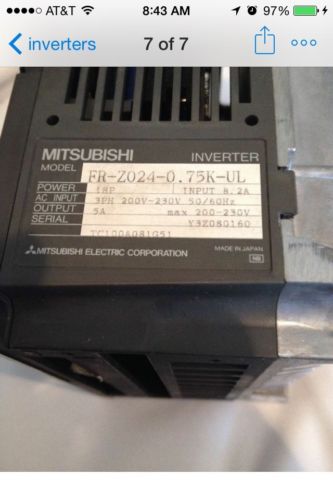 AT&T 8:43 AM 97%
inverters 7 of 7
MITSUBISHI INVERTER
MODEL FR-Z024-0.75K-UL
POWER 1HP INPUT 8.2A
AC INPUT 3PH 200V-230V 50/60Hz
OUTPUT 5A max 200-230V
SERIAL Y3Z080160
TC100A081G51
MITSUBISHI ELECTRIC CORPORATION MADE IN JAPAN